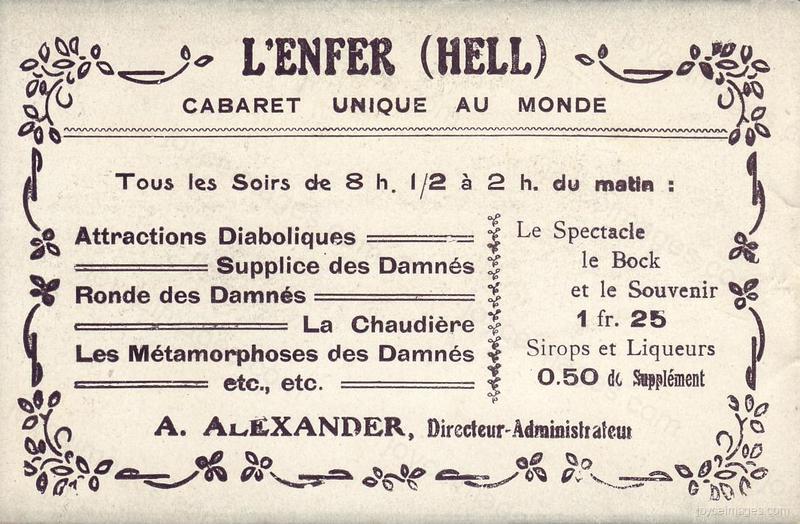 L'ENFER (HELL)
CABARET UNIQUE AU MONDE
Tous les Soirs de 8 h. 1/2 à 2 h. du matin :
Attractions Diaboliques
Supplice des Damnés
Ronde des Damnés
La Chaudière
Les Métamorphoses des Damnés
etc., etc.
Le Spectacle
le Bock
et le Souvenir
1 fr. 25
Sirops et Liqueurs
0.50 de Supplément
A. ALEXANDER, Directeur-Administrateur
joyseimages.com